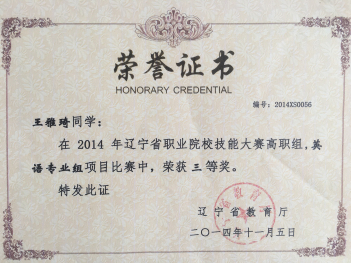 荣誉证书
HONORARY CREDENTIAL
编号：2014XS0056
王雅琦同学：
在 2014 年辽宁省职业院校技能大赛高职组,英
语专业组项目比赛中，荣获三等奖。
特发此证
辽宁省教育厅
二〇一四年十一月五日